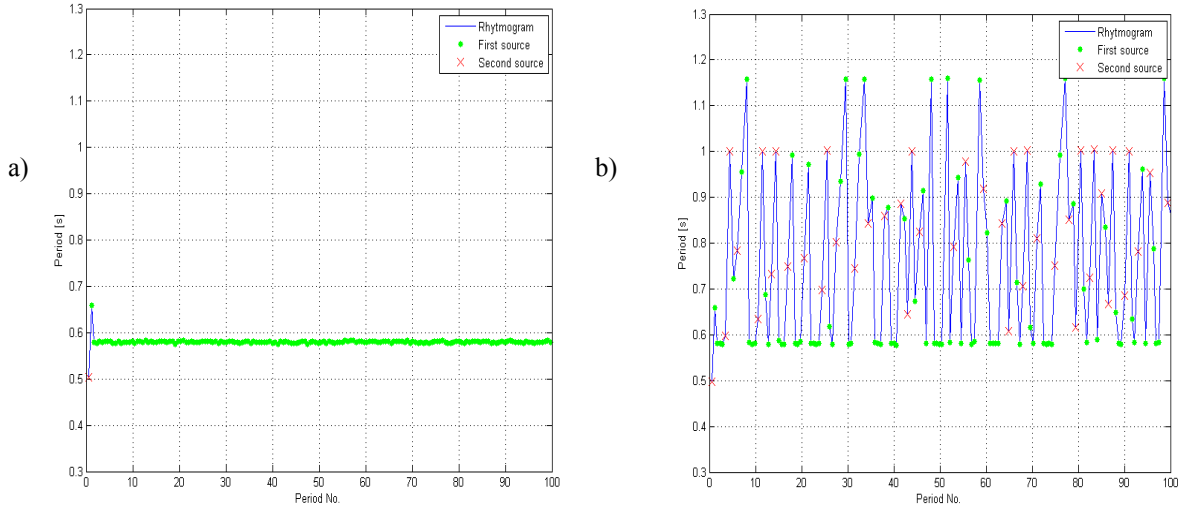 a)
1.3
1.2
1.1
1
0.9
0.8
0.7
0.6
0.5
0.4
0.3
Period [s]
0 10 20 30 40 50 60 70 80 90 100
Period No.
Rhytmogram
First source
Second source
b)
1.3
1.2
1.1
1
0.9
0.8
0.7
0.6
0.5
0.4
0.3
Period [s]
0 10 20 30 40 50 60 70 80 90 100
Period No.
Rhytmogram
First source
Second source